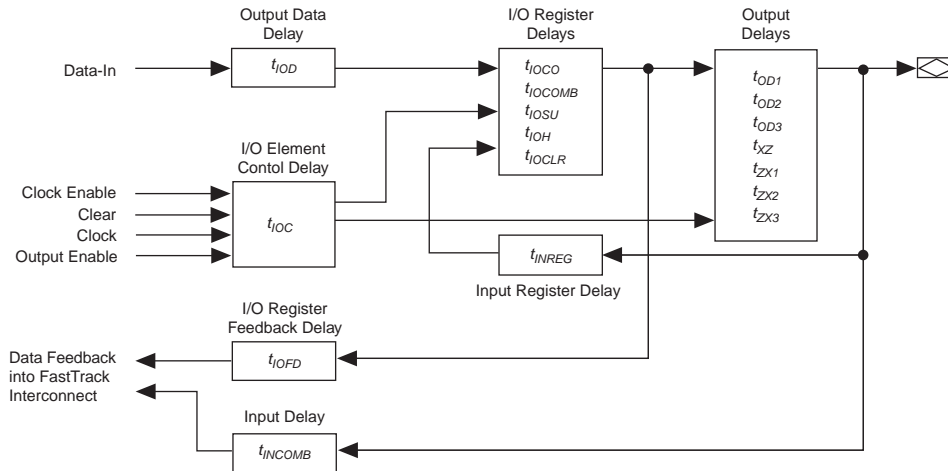 Output Data
Delay
I/O Register
Delays
Output
Delays
Data-In
tIOD
tIOCO
tIOCOMB
tIOSU
tIOH
tIOCLR
tOD1
tOD2
tOD3
tXZ
tZX1
tZX2
tZX3
I/O Element
Contol Delay
Clock Enable
Clear
Clock
Output Enable
tIOC
tINREG
Input Register Delay
I/O Register
Feedback Delay
tIOFD
Data Feedback
into FastTrack
Interconnect
Input Delay
tINCOMB